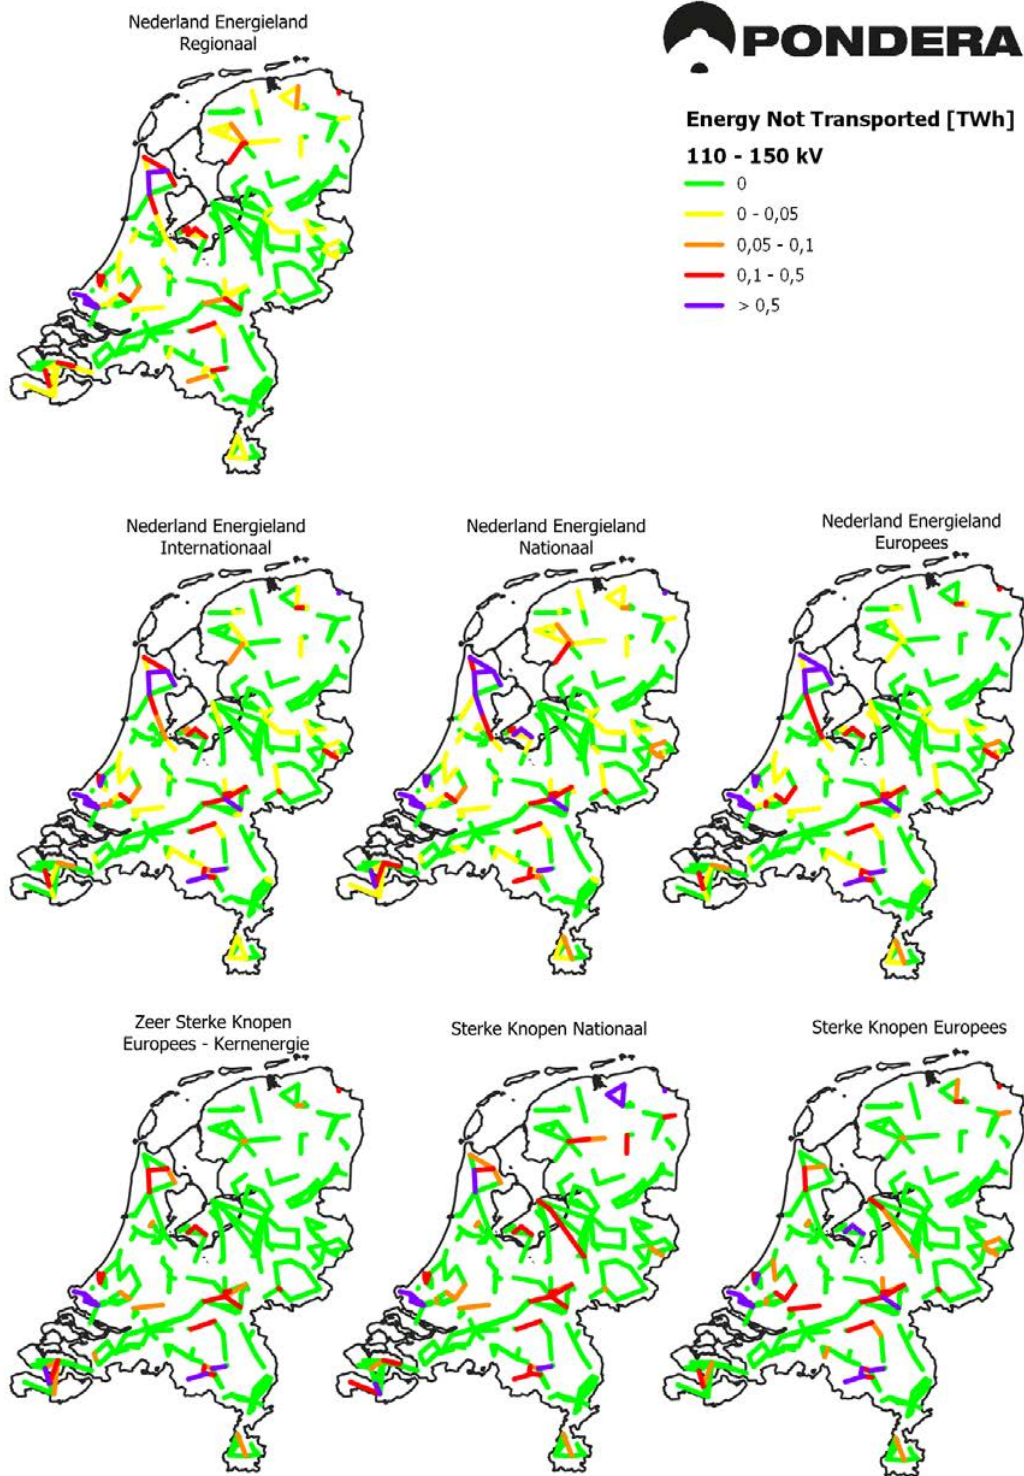 Nederland Energieland
Regionaal
PONDERA
Energy Not Transported [TWh]
110 - 150 kV
0
0 - 0,05
0,05 - 0,1
0,1 - 0,5
> 0,5
Nederland Energieland
Internationaal
Nederland Energieland
Nationaal
Nederland Energieland
Europees
Zeer Sterke Knopen
Europees - Kernenergie
Sterke Knopen Nationaal
Sterke Knopen Europees